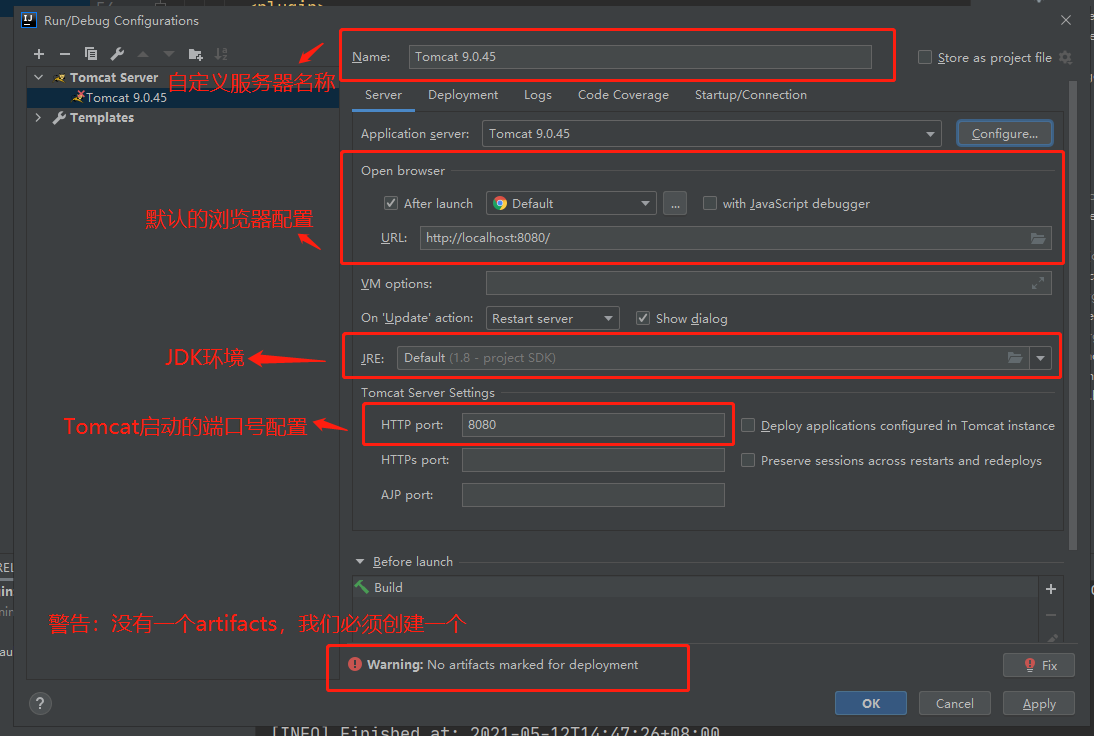 <plugin>
Run/Debug Configurations
Name: Tomcat 9.0.45
Store as project file
Tomcat Server
自定义服务器名称
Tomcat 9.0.45
Templates
Server Deployment Logs Code Coverage Startup/Connection
Application server: Tomcat 9.0.45 Configure...
Open browser
After launch Default ... with JavaScript debugger
默认的浏览器配置
URL: http://localhost:8080/
VM options:
On 'Update' action: Restart server Show dialog
JDK环境
JRE: Default (1.8 - project SDK)
Tomcat Server Settings
Tomcat启动的端口号配置
HTTP port: 8080 Deploy applications configured in Tomcat instance
HTTPs port: Preserve sessions across restarts and redeploys
AJP port:
Before launch
Build
警告：没有一个artifacts，我们必须创建一个
Warning: No artifacts marked for deployment
Fix
? OK Cancel Apply
[INFO] Finished at: 2021-05-12T14:47:26+08:00